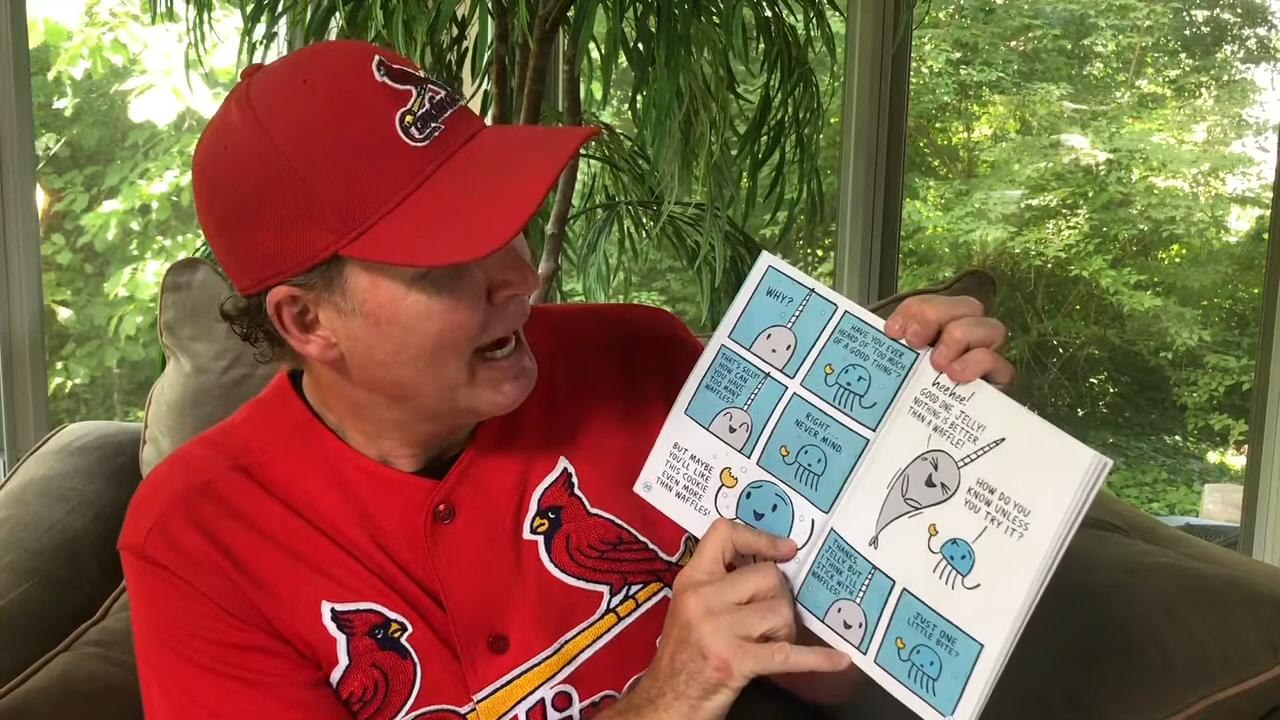 Cardinals
WHY?
HAVE YOU EVER
HEARD OF "TOO MUCH
OF A GOOD THING"?
THAT'S SILLY!
HOW CAN
YOU HAVE
TOO MANY
WAFFLES?
RIGHT...
NEVER MIND.
BUT MAYBE
YOU'LL LIKE
THIS COOKIE
EVEN MORE
THAN WAFFLES!
heehee!
GOOD ONE, JELLY!
NOTHING IS BETTER
THAN A WAFFLE!
HOW DO YOU
KNOW UNLESS
YOU TRY IT?
THANKS,
JELLY BUT
I THINK I'LL
STICK WITH
WAFFLES!
JUST ONE
LITTLE BITE?